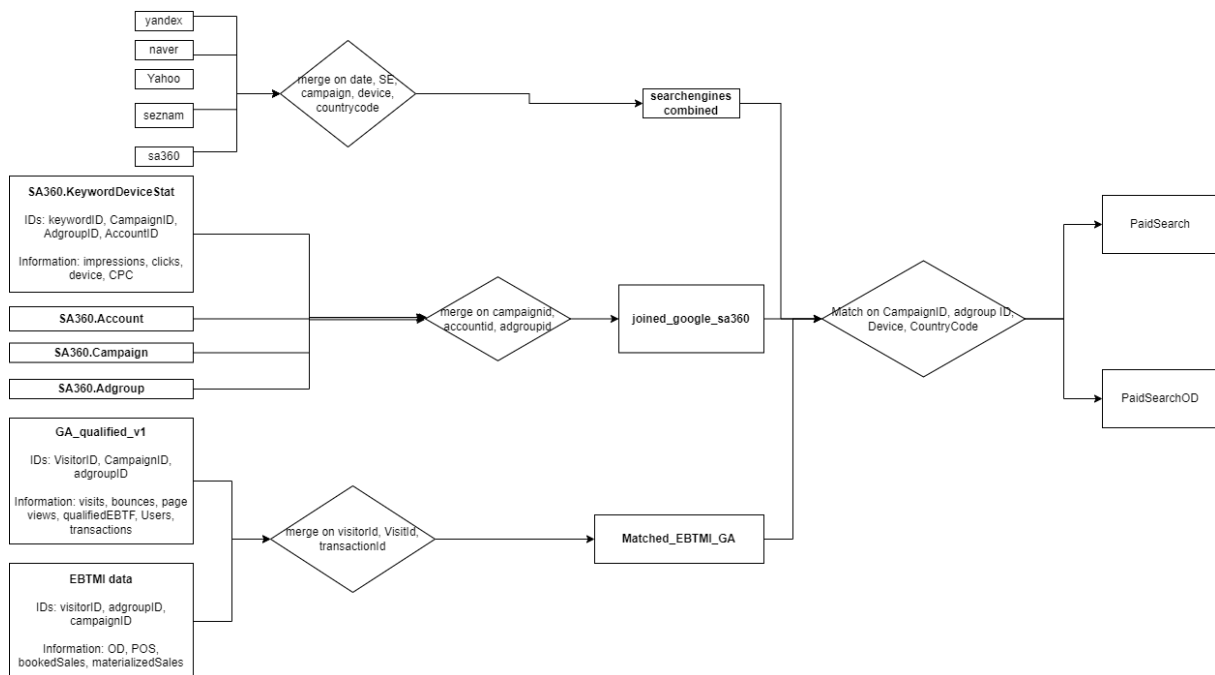 yandex
naver
Yahoo
seznam
sa360
merge on date, SE,
campaign, device,
countrycode
searchengines
combined
SA360.KeywordDeviceStat
IDs: keywordID, CampaignID,
AdgroupID, AccountID
Information: impressions, clicks,
device, CPC
SA360.Account
SA360.Campaign
SA360.Adgroup
merge on campaignid,
accountid, adgroupid
joined_google_sa360
Match on CampaignID, adgroup ID,
Device, CountryCode
PaidSearch
PaidSearchOD
GA_qualified_v1
IDs: VisitorID, CampaignID,
adgroupID
Information: visits, bounces, page
views, qualifiedEBTF, Users,
transactions
merge on visitorId, VisitId,
transactionId
Matched_EBTMI_GA
EBTMI data
IDs: visitorID, adgroupID,
campaignID
Information: OD, POS,
bookedSales, materializedSales